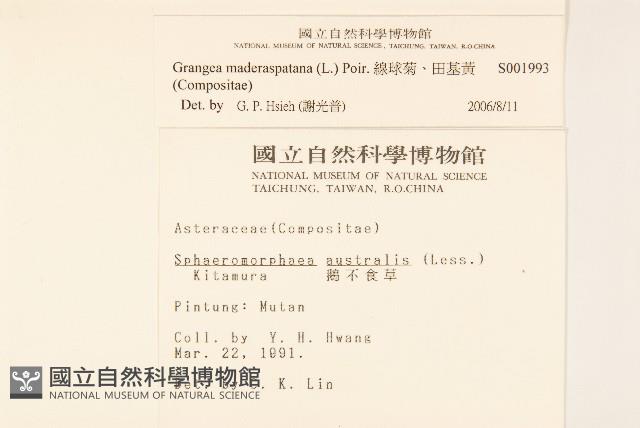 國立自然科學博物館
NATIONAL MUSEUM OF NATURAL SCIENCE, TAICHUNG, TAIWAN, R.O.CHINA
Grangea maderaspatana (L.) Poir. 線球菊、田基黃 S001993
(Compositae)
Det. by G. P. Hsieh (謝光普) 2006/8/11
國立自然科學博物館
NATIONAL MUSEUM OF NATURAL SCIENCE
TAICHUNG, TAIWAN, R.O.CHINA
Asteraceae(Compositae)
Sphaeromorphaea australis (Less.)
Kitamura 鵝不食草
Pintung: Mutan
Coll. by Y. H. Hwang
Mar. 22, 1991.
K. Lin
國立自然科學博物館
NATIONAL MUSEUM OF NATURAL SCIENCE